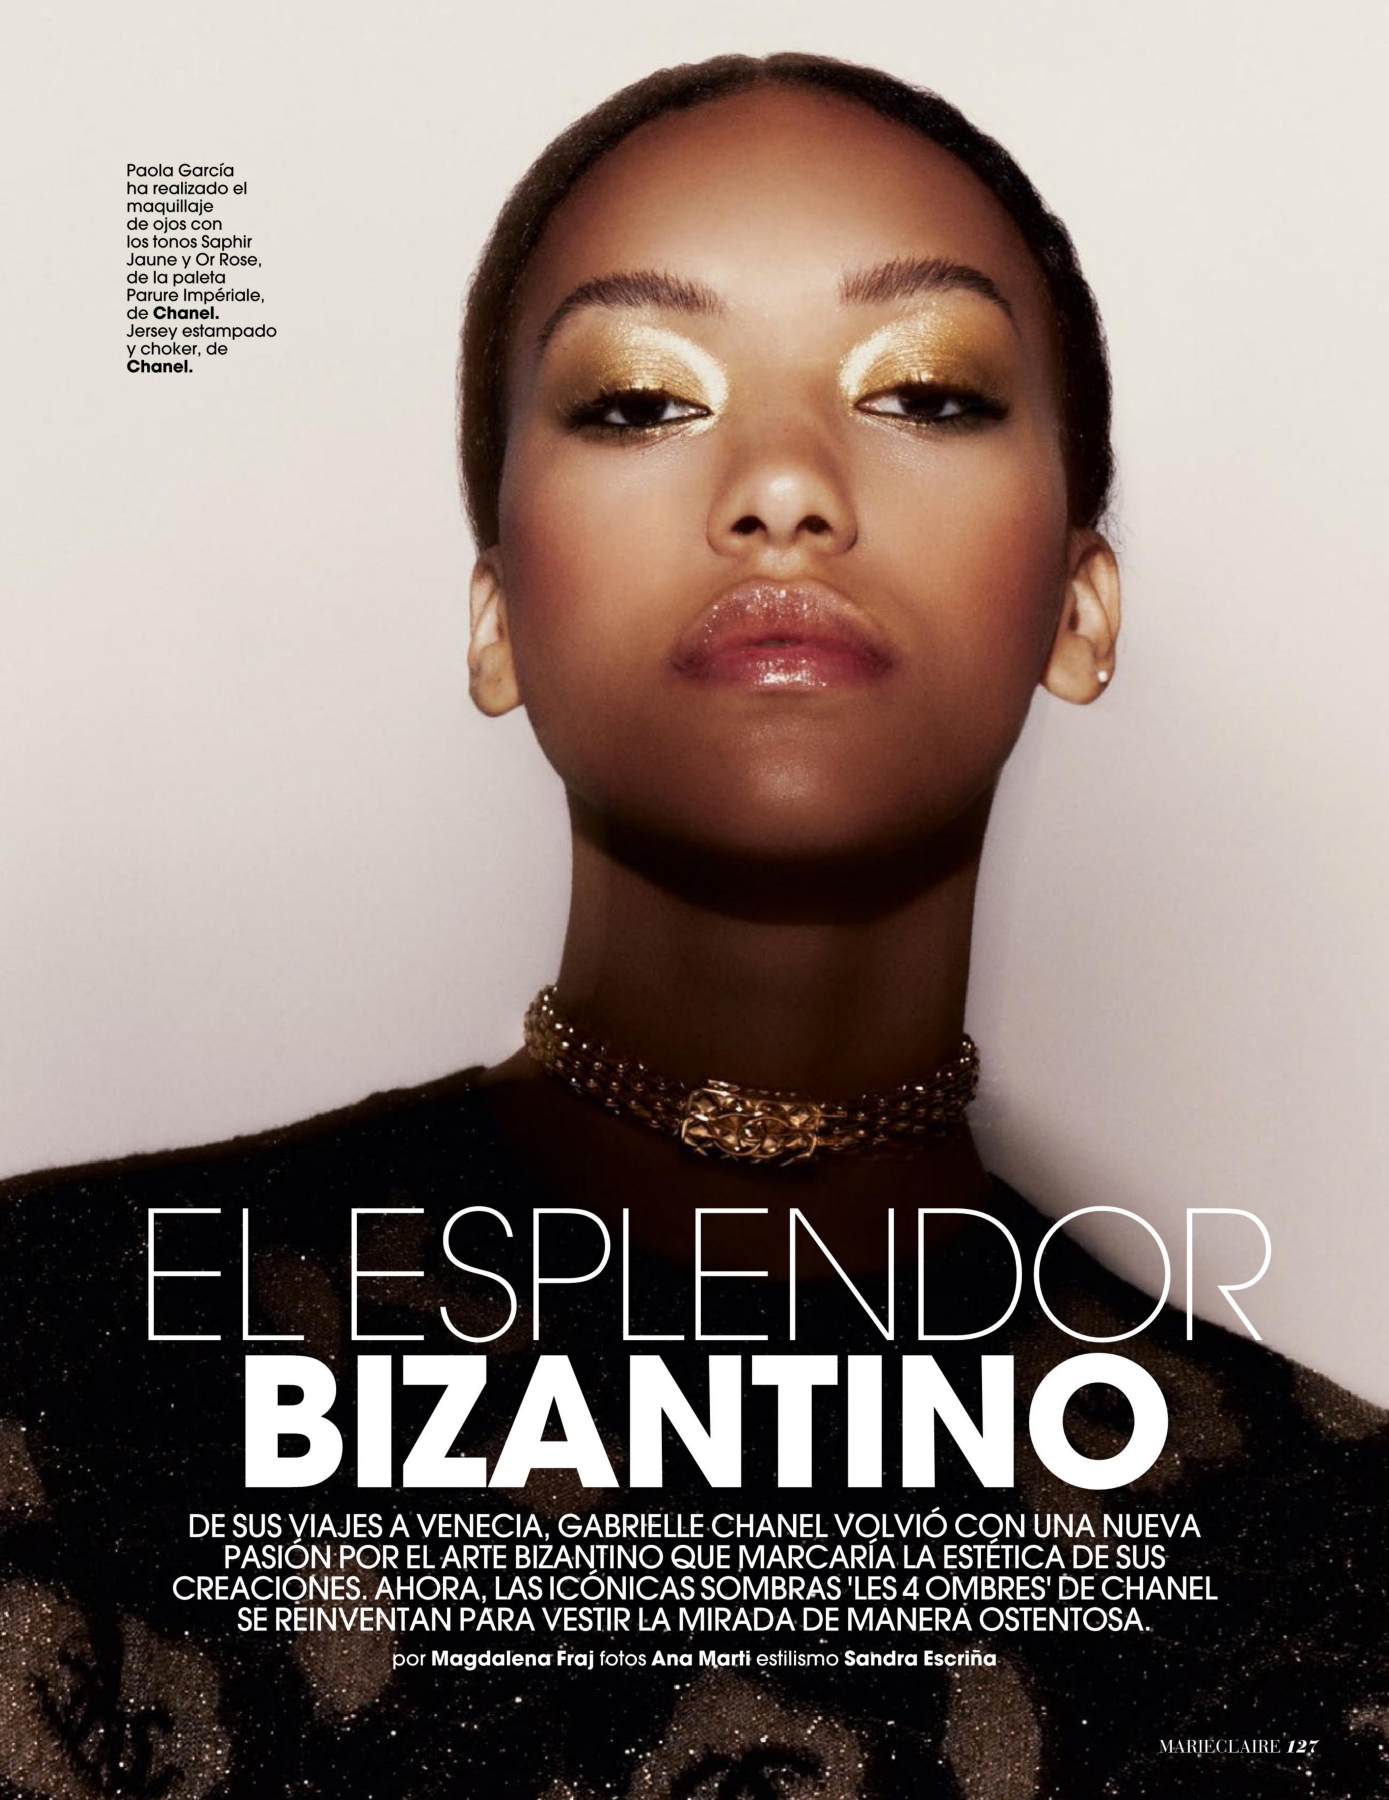 Paola García
ha realizado el
maquillaje
de ojos con
los tonos Saphir
Jaune y Or Rose,
de la paleta
Parure Impériale,
de Chanel.
Jersey estampado
y choker, de
Chanel.
EL ESPLENDOR
BIZANTINO
DE SUS VIAJES A VENECIA, GABRIELLE CHANEL VOLVIÓ CON UNA NUEVA
PASIÓN POR EL ARTE BIZANTINO QUE MARCARÍA LA ESTÉTICA DE SUS
CREACIONES. AHORA, LAS ICÓNICAS SOMBRAS 'LES 4 OMBRES' DE CHANEL
SE REINVENTAN PARA VESTIR LA MIRADA DE MANERA OSTENTOSA.
por Magdalena Fraj fotos Ana Marti estilismo Sandra Escriña
MARIE CLAIRE 127